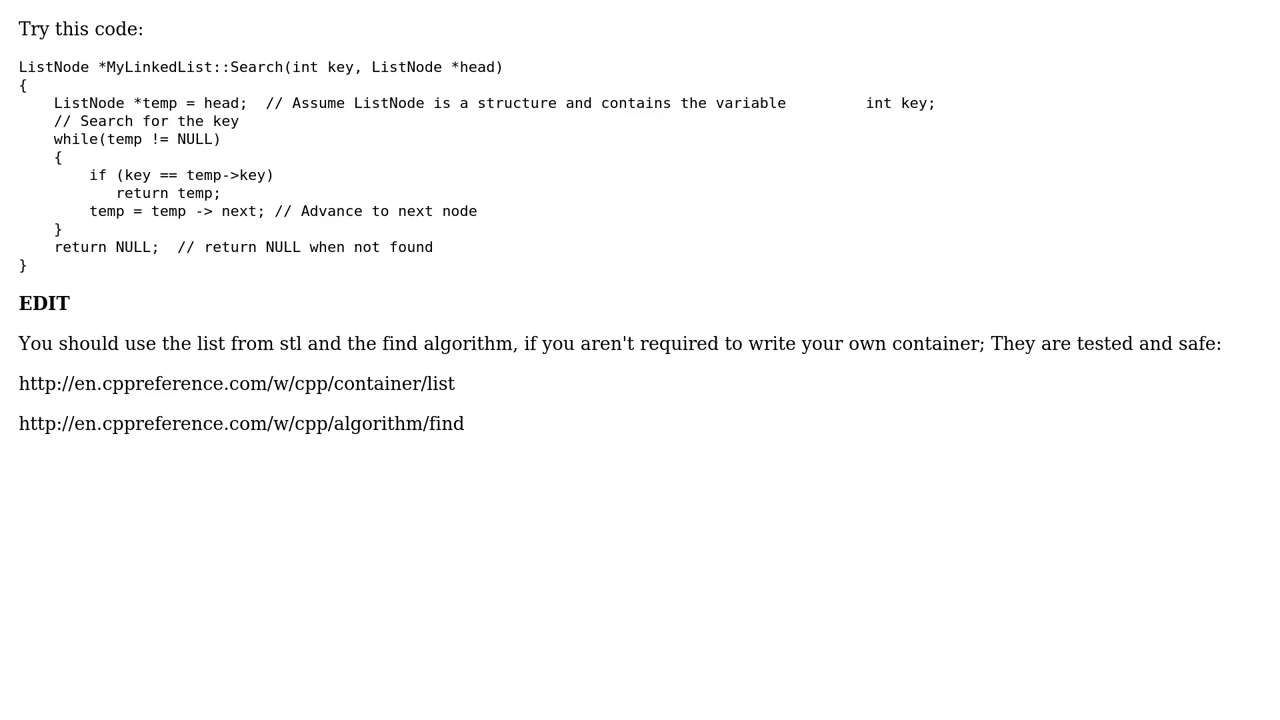 Try this code:
ListNode *MyLinkedList::Search(int key, ListNode *head)
{
    ListNode *temp = head;  // Assume ListNode is a structure and contains the variable         int key;
    // Search for the key
    while(temp != NULL)
    {
        if (key == temp->key)
           return temp;
        temp = temp -> next; // Advance to next node
    }
    return NULL;  // return NULL when not found
}
EDIT
You should use the list from stl and the find algorithm, if you aren't required to write your own container; They are tested and safe:
http://en.cppreference.com/w/cpp/container/list
http://en.cppreference.com/w/cpp/algorithm/find